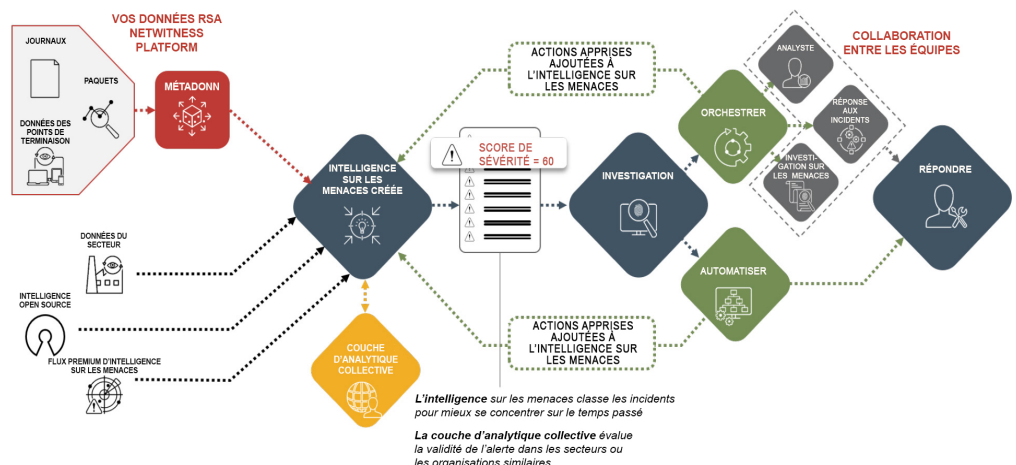 VOS DONNÉES RSA
NETWITNESS
PLATFORM
JOURNAUX
PAQUETS
DONNÉES DES
POINTS DE
TERMINAISON
MÉTADONN
DONNÉES DU
SECTEUR
INTELLIGENCE
OPEN SOURCE
FLUX PREMIUM D'INTELLIGENCE
SUR LES MENACES
INTELLIGENCE
SUR LES
MENACES CRÉÉE
COUCHE
D'ANALYTIQUE
COLLECTIVE
SCORE DE
SÉVÉRITÉ = 60
ACTIONS APPRISES
AJOUTÉES À
L'INTELLIGENCE SUR
LES MENACES
INVESTIGATION
ORCHESTRER
AUTOMATISER
ACTIONS APPRISES
AJOUTÉES À
L'INTELLIGENCE SUR
LES MENACES
COLLABORATION
ENTRE LES ÉQUIPES
ANALYSTE
RÉPONSE
AUX
INCIDENTS
INVESTI-
GATION SUR
LES MENACES
RÉPONDRE
L'intelligence sur les menaces classe les incidents
pour mieux se concentrer sur le temps passé
La couche d'analytique collective évalue
la validité de l'alerte dans les secteurs ou
les organisations similaires